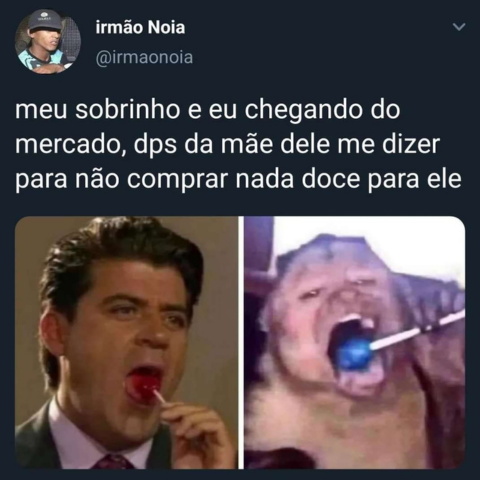 irmão Noia
@irmaonoia
meu sobrinho e eu chegando do
mercado, dps da mãe dele me dizer
para não comprar nada doce para ele